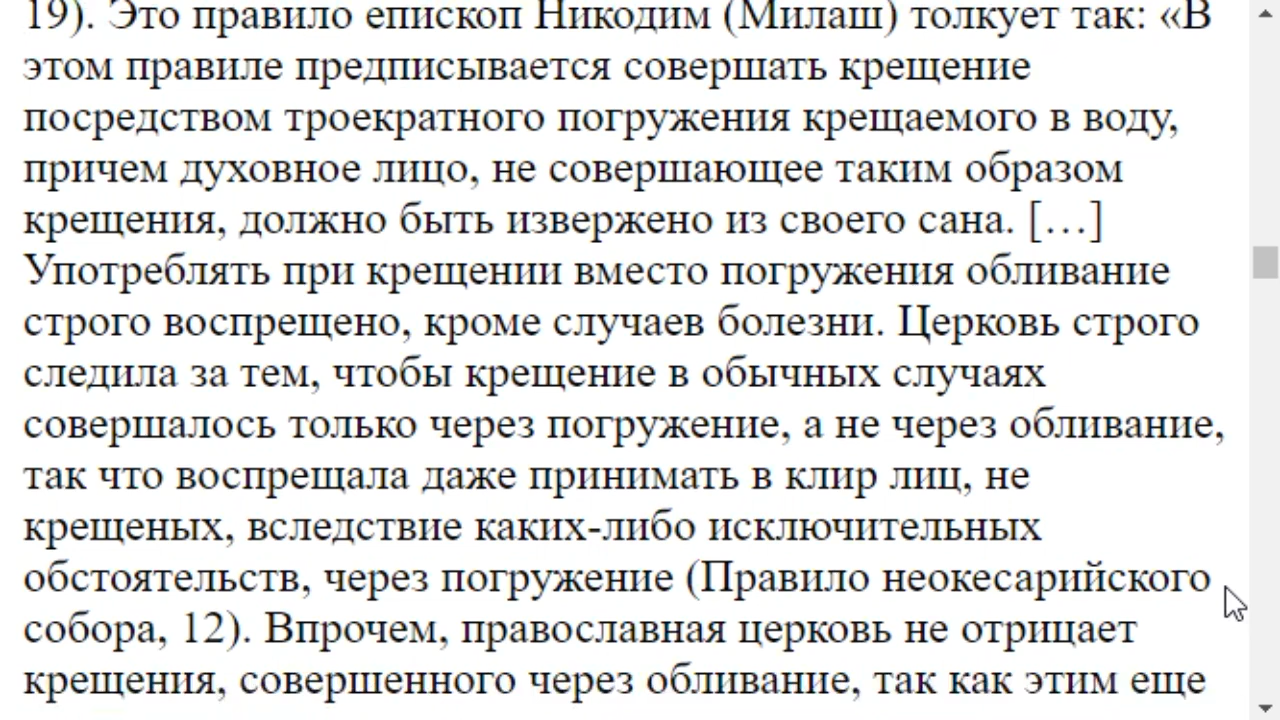 19). Это правило епископ Никодим (Милаш) толкует так: «В
этом правиле предписывается совершать крещение
посредством троекратного погружения крещаемого в воду,
причем духовное лицо, не совершающее таким образом
крещения, должно быть извержено из своего сана. […]
Употреблять при крещении вместо погружения обливание
строго воспрещено, кроме случаев болезни. Церковь строго
следила за тем, чтобы крещение в обычных случаях
совершалось только через погружение, а не через обливание,
так что воспрещала даже принимать в клир лиц, не
крещеных, вследствие каких-либо исключительных
обстоятельств, через погружение (Правило неокесарийского
собора, 12). Впрочем, православная церковь не отрицает
крещения, совершенного через обливание, так как этим еще